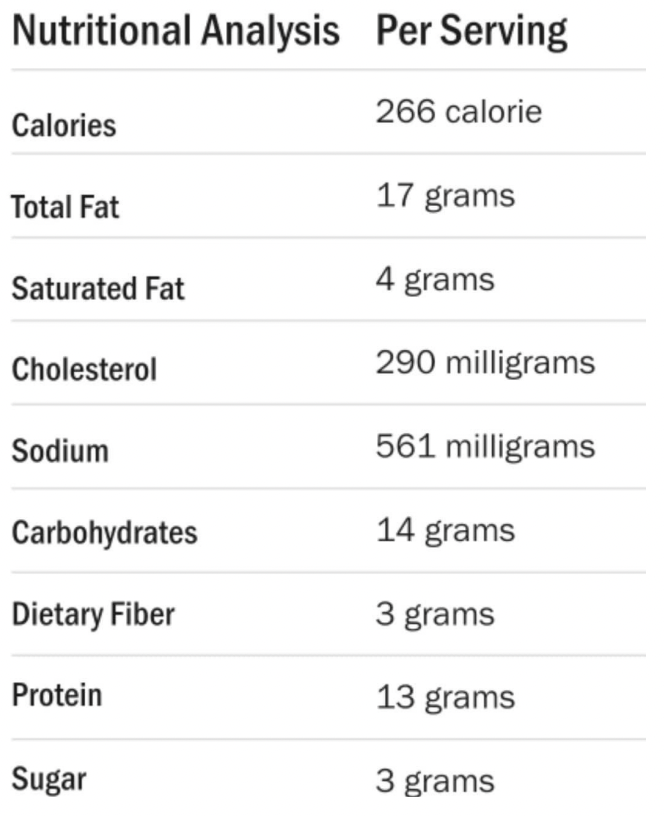 Nutritional Analysis Per Serving
Calories 266 calorie
Total Fat 17 grams
Saturated Fat 4 grams
Cholesterol 290 milligrams
Sodium 561 milligrams
Carbohydrates 14 grams
Dietary Fiber 3 grams
Protein 13 grams
Sugar 3 grams